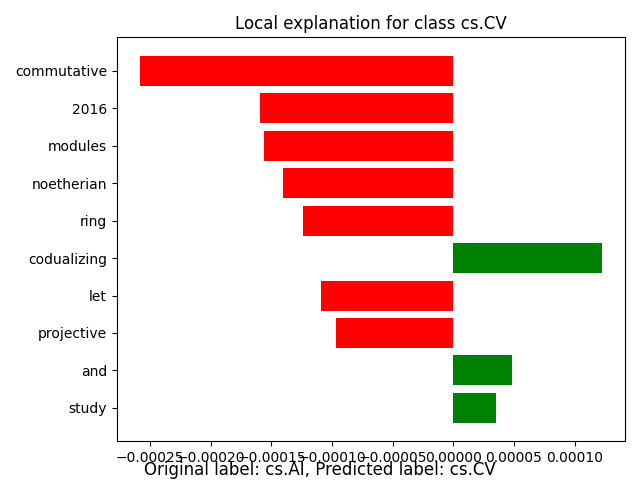 Local explanation for class cs.CV
commutative
2016
modules
noetherian
ring
codualizing
let
projective
and
study
−0.00025 −0.00020 −0.00015 −0.00010 −0.00005 0.00000 0.00005 0.00010
Original label: cs.AI, Predicted label: cs.CV